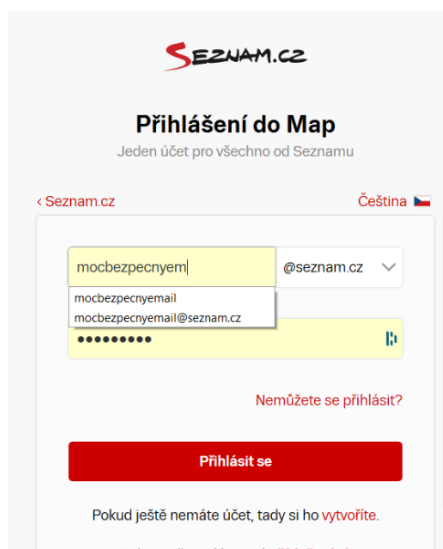 SEZNAM.CZ
Přihlášení do Map
Jeden účet pro všechno od Seznamu
‹ Seznam.cz Čeština
mocbezpecnyem @seznam.cz
mocbezpecnyemail
mocbezpecnyemail@seznam.cz
•••••••••
Nemůžete se přihlásit?
Přihlásit se
Pokud ještě nemáte účet, tady si ho vytvoříte.